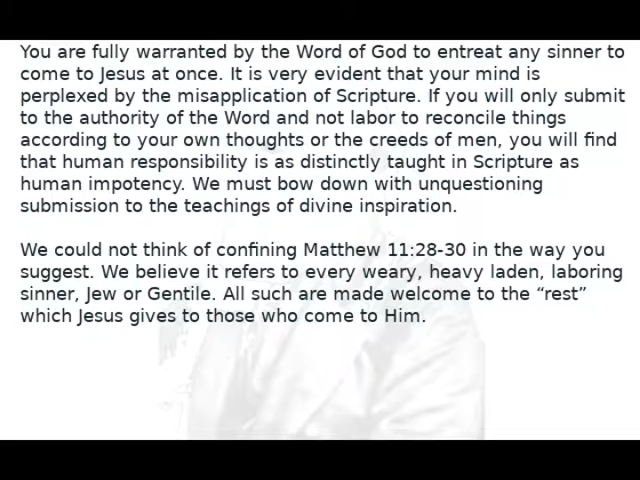 You are fully warranted by the Word of God to entreat any sinner to
come to Jesus at once. It is very evident that your mind is
perplexed by the misapplication of Scripture. If you will only submit
to the authority of the Word and not labor to reconcile things
according to your own thoughts or the creeds of men, you will find
that human responsibility is as distinctly taught in Scripture as
human impotency. We must bow down with unquestioning
submission to the teachings of divine inspiration.

We could not think of confining Matthew 11:28-30 in the way you
suggest. We believe it refers to every weary, heavy laden, laboring
sinner, Jew or Gentile. All such are made welcome to the “rest”
which Jesus gives to those who come to Him.